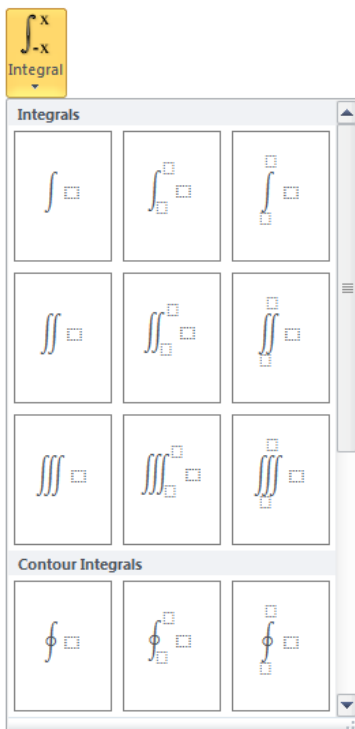 ∫ x
-x
Integral
Integrals
∫
∫
∫
∬
∬
∬
∭
∭
∭
Contour Integrals
∮
∮
∮